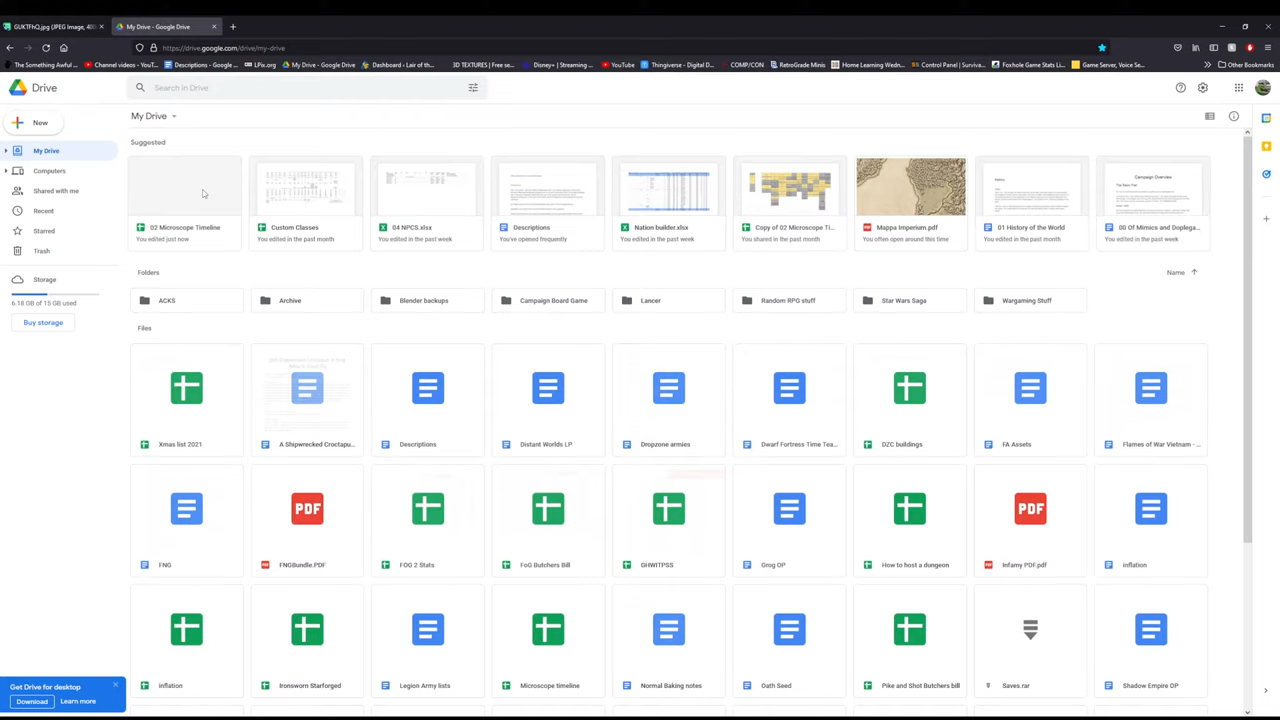 GUKTFhQ.jpg (JPEG Image, 400
My Drive - Google Drive
https://drive.google.com/drive/my-drive
The Something Awful ...
Channel videos - YouT...
Descriptions - Google ...
LPix.org
My Drive - Google Drive
Dashboard ‹ Lair of th...
3D TEXTURES | Free se...
Disney+ | Streaming ...
YouTube
Thingiverse - Digital D...
COMP/CON
RetroGrade Minis
Home Learning Wedn...
Control Panel | Surviva...
Foxhole Game Stats Li...
Game Server, Voice Se...
Other Bookmarks
Drive
Search in Drive
New
My Drive
Computers
Shared with me
Recent
Starred
Trash
Storage
6.18 GB of 15 GB used
Buy storage
My Drive
Suggested
Campaign Overview
02 Microscope Timeline
You edited just now
Custom Classes
You edited in the past month
04 NPCS.xlsx
You edited in the past week
Descriptions
You've opened frequently
Nation builder.xlsx
You edited in the past week
Copy of 02 Microscope Ti...
You shared in the past month
Mappa Imperium.pdf
You often open around this time
01 History of the World
You edited in the past month
00 Of Mimics and Doplega...
You edited in the past week
Folders
Name
ACKS
Archive
Blender backups
Campaign Board Game
Lancer
Random RPG stuff
Star Wars Saga
Wargaming Stuff
Files
Xmas list 2021
A Shipwrecked Croctapu...
Descriptions
Distant Worlds LP
Dropzone armies
Dwarf Fortress Time Tea...
DZC buildings
FA Assets
Flames of War Vietnam - ...
PDF
PDF
FNG
FNGBundle.PDF
FOG 2 Stats
FoG Butchers Bill
GHWITPSS
Grog OP
How to host a dungeon
Infamy PDF.pdf
inflation
inflation
Ironsworn Starforged
Legion Army lists
Microscope timeline
Normal Baking notes
Oath Seed
Pike and Shot Butchers bill
Saves.rar
Shadow Empire OP
Get Drive for desktop
Download
Learn more